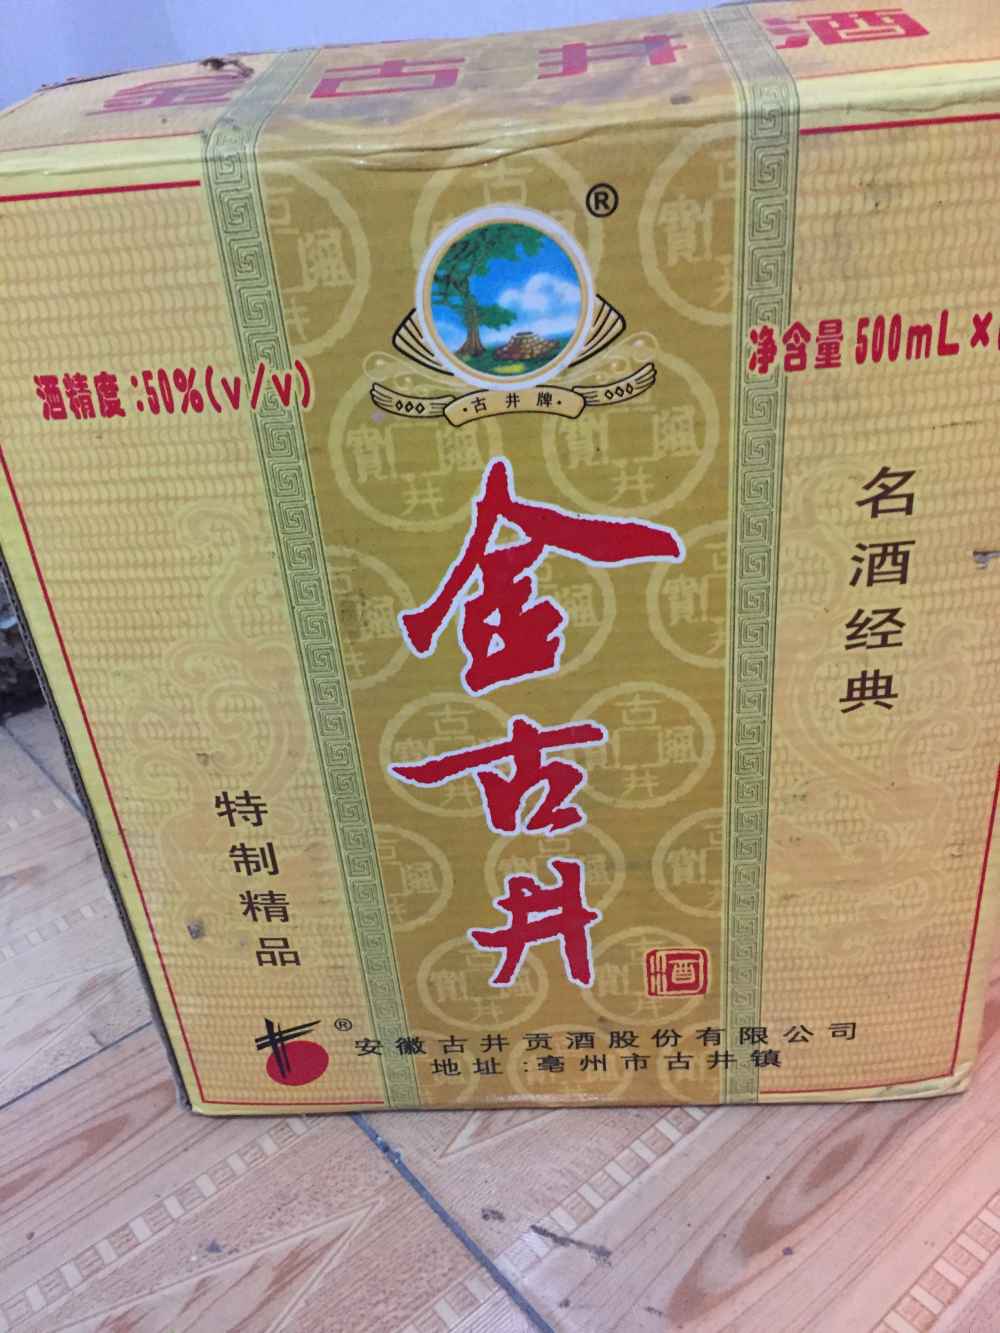 金古井酒
®
古井牌
酒精度:50%(v/v)
净含量500mL×
金古井
酒
名酒经典
特制精品
®
安徽古井贡酒股份有限公司
地址:亳州市古井镇